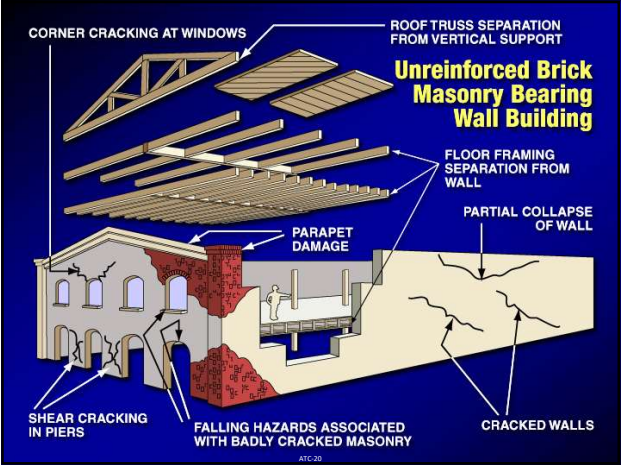 CORNER CRACKING AT WINDOWS
ROOF TRUSS SEPARATION
FROM VERTICAL SUPPORT
Unreinforced Brick
Masonry Bearing
Wall Building
FLOOR FRAMING
SEPARATION FROM
WALL
PARTIAL COLLAPSE
OF WALL
PARAPET
DAMAGE
SHEAR CRACKING
IN PIERS
FALLING HAZARDS ASSOCIATED
WITH BADLY CRACKED MASONRY
CRACKED WALLS
ATC-20